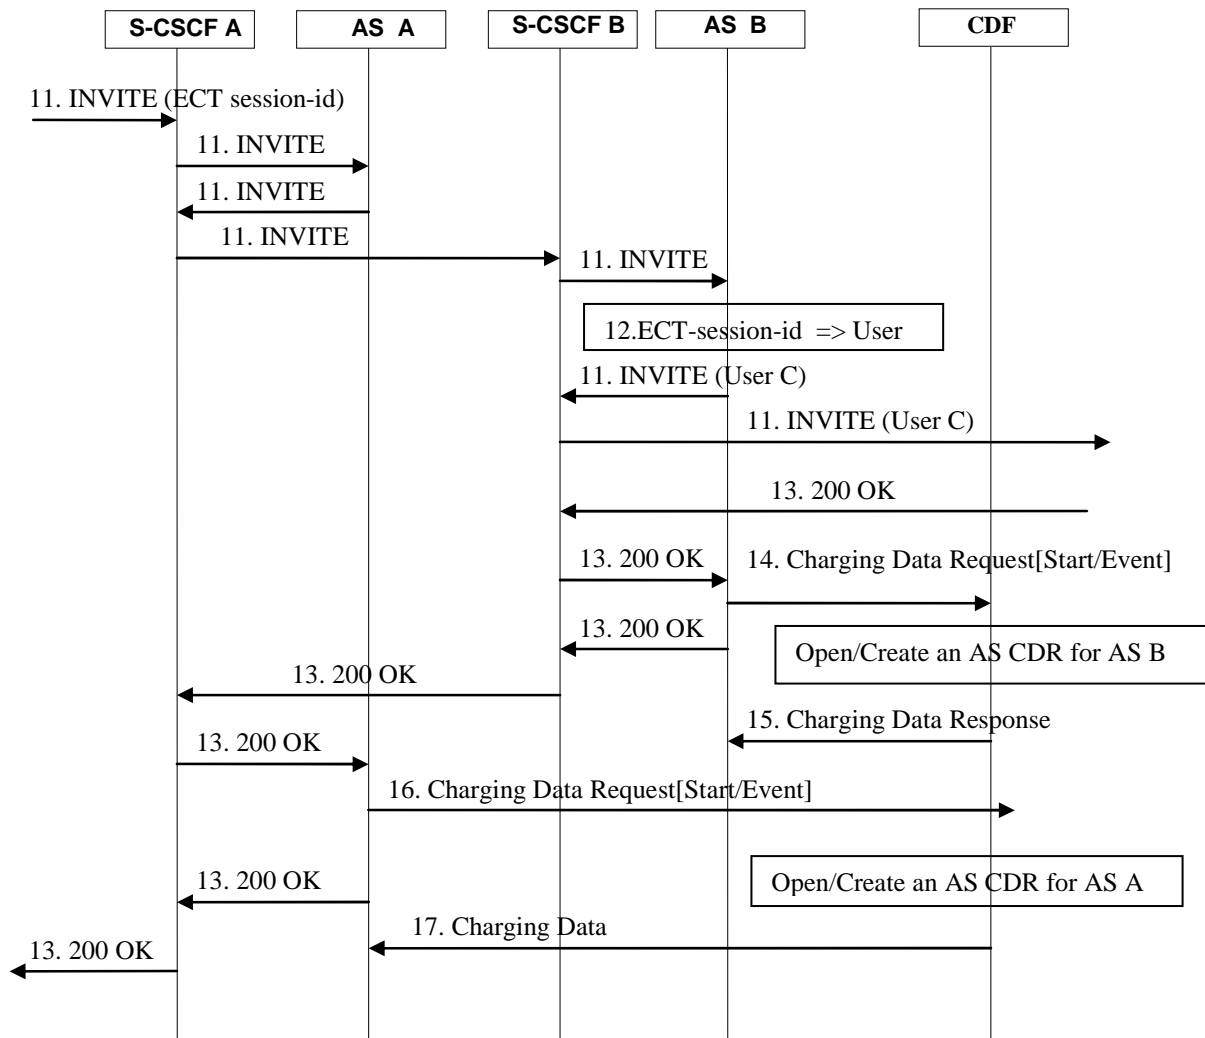 S-CSCF A
AS A
S-CSCF B
AS B
CDF
11. INVITE (ECT session-id)
11. INVITE
11. INVITE
11. INVITE
11. INVITE
12.ECT-session-id => User
11. INVITE (User C)
11. INVITE (User C)
13. 200 OK
13. 200 OK
14. Charging Data Request[Start/Event]
13. 200 OK
Open/Create an AS CDR for AS B
13. 200 OK
15. Charging Data Response
13. 200 OK
16. Charging Data Request[Start/Event]
13. 200 OK
Open/Create an AS CDR for AS A
17. Charging Data
13. 200 OK